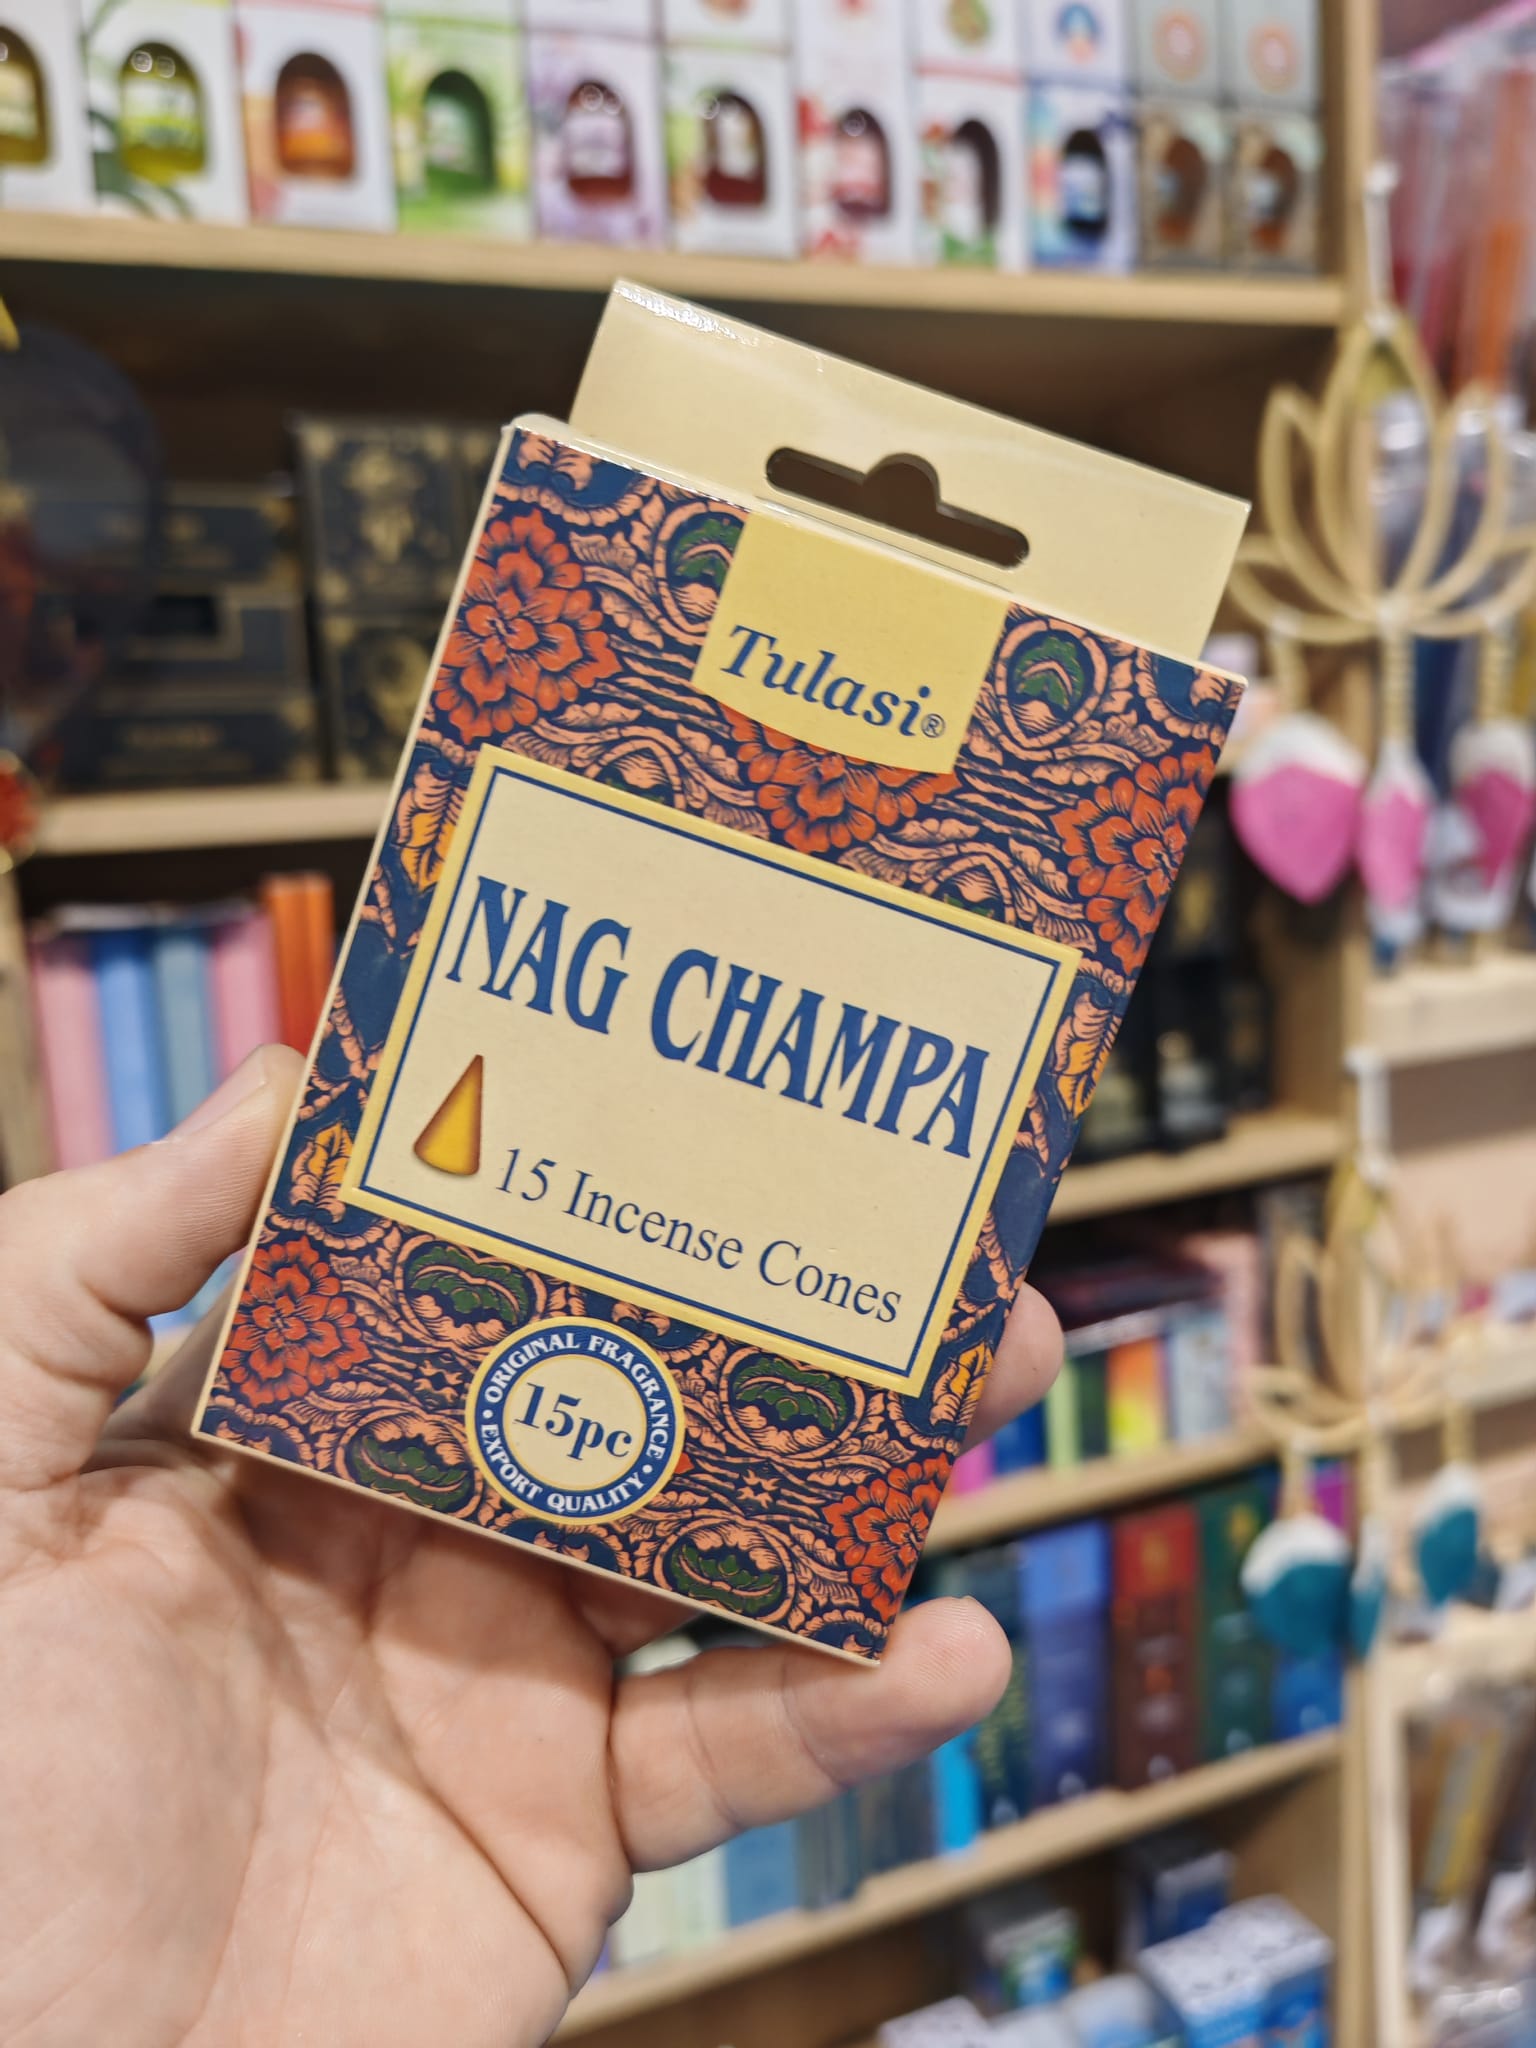 Tulasi®
NAG CHAMPA
15 Incense Cones
• ORIGINAL FRAGRANCE •
15pc
EXPORT QUALITY